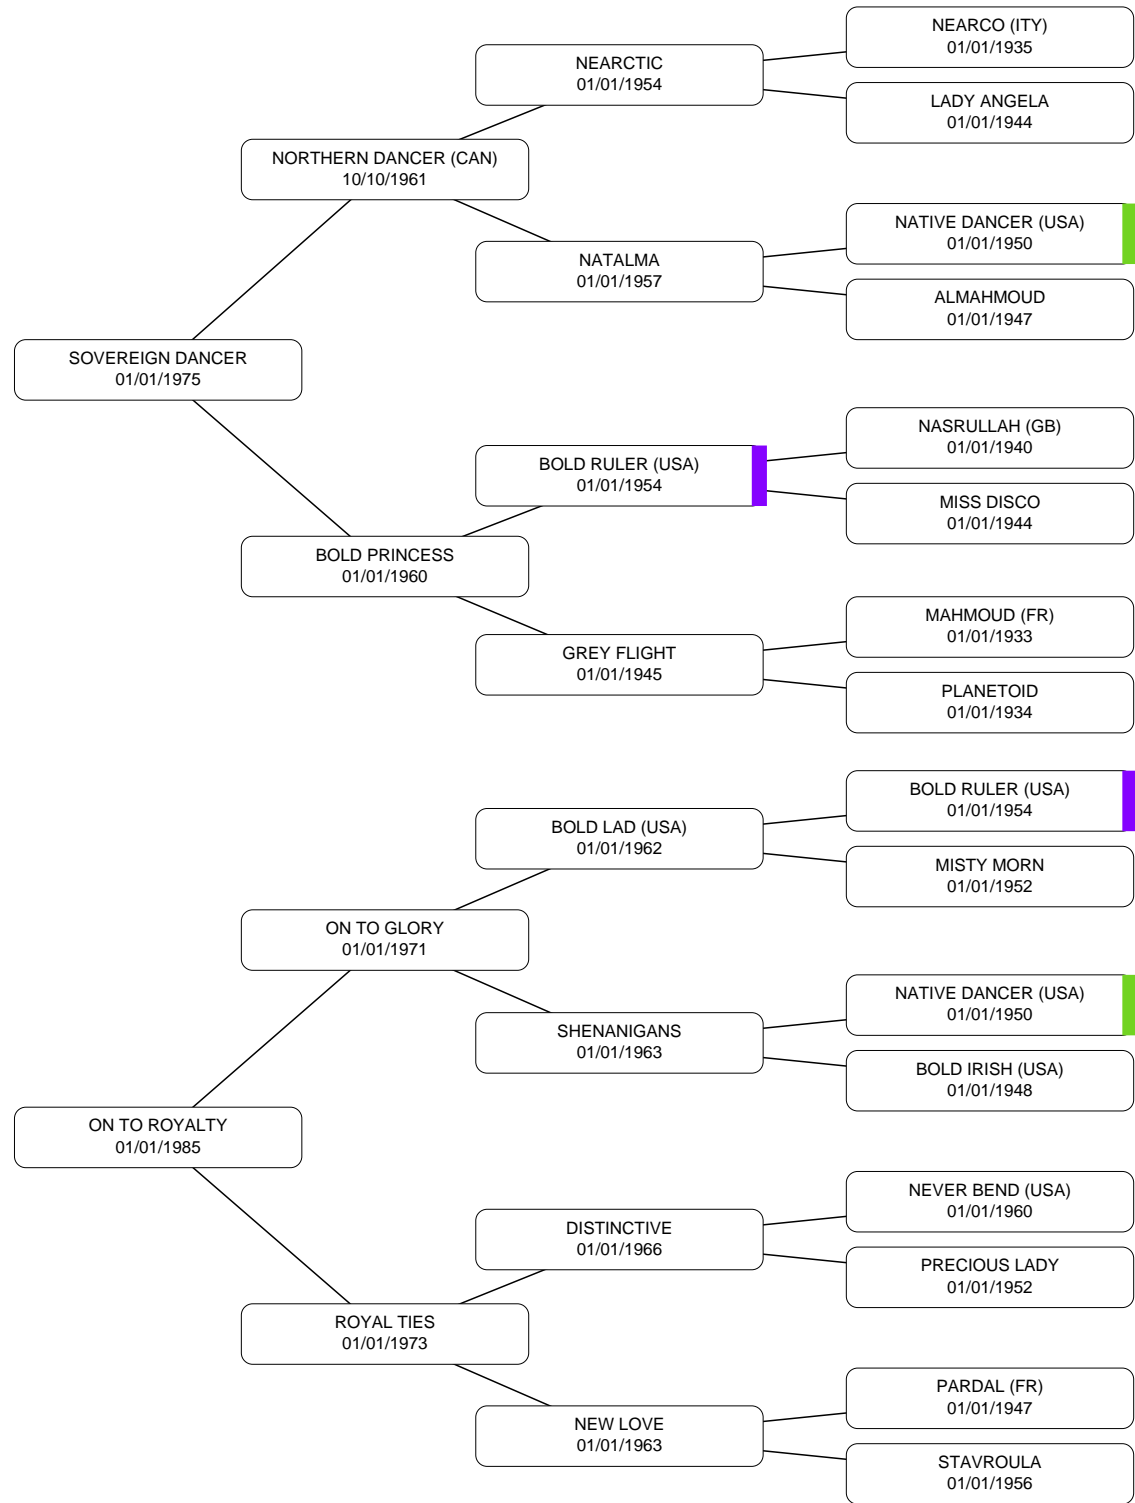 NEARCO (ITY)
01/01/1935
NEARCTIC
01/01/1954
LADY ANGELA
01/01/1944
NORTHERN DANCER (CAN)
10/10/1961
NATIVE DANCER (USA)
01/01/1950
NATALMA
01/01/1957
ALMAHMOUD
01/01/1947
SOVEREIGN DANCER
01/01/1975
NASRULLAH (GB)
01/01/1940
BOLD RULER (USA)
01/01/1954
MISS DISCO
01/01/1944
BOLD PRINCESS
01/01/1960
MAHMOUD (FR)
01/01/1933
GREY FLIGHT
01/01/1945
PLANETOID
01/01/1934
BOLD RULER (USA)
01/01/1954
BOLD LAD (USA)
01/01/1962
MISTY MORN
01/01/1952
ON TO GLORY
01/01/1971
NATIVE DANCER (USA)
01/01/1950
SHENANIGANS
01/01/1963
BOLD IRISH (USA)
01/01/1948
ON TO ROYALTY
01/01/1985
NEVER BEND (USA)
01/01/1960
DISTINCTIVE
01/01/1966
PRECIOUS LADY
01/01/1952
ROYAL TIES
01/01/1973
PARDAL (FR)
01/01/1947
NEW LOVE
01/01/1963
STAVROULA
01/01/1956